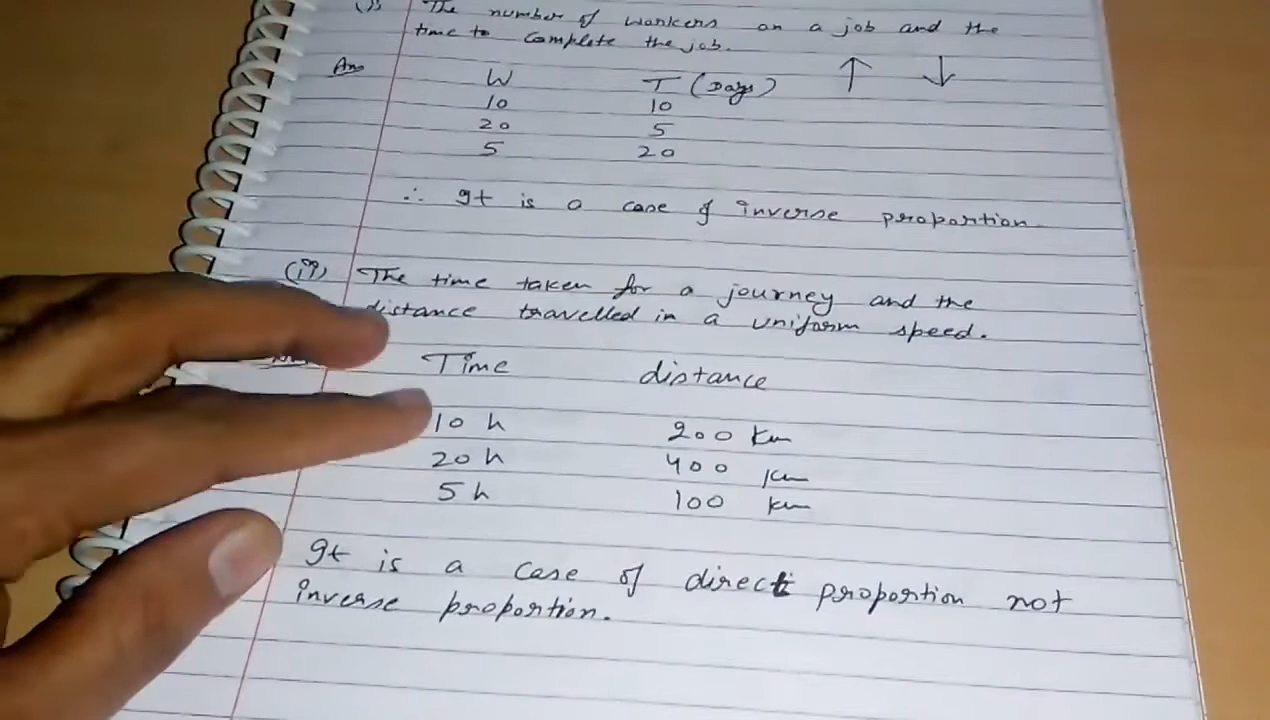 (i) The number of workers on a job and the
time to complete the job.
Ans W T (Days) ↑ ↓
10 10
20 5
5 20
∴ It is a case of inverse proportion.
(ii) The time taken for a journey and the
distance travelled in a uniform speed.
Time distance
10 h 200 km
20 h 400 km
5 h 100 km
It is a case of direct proportion not
inverse proportion.